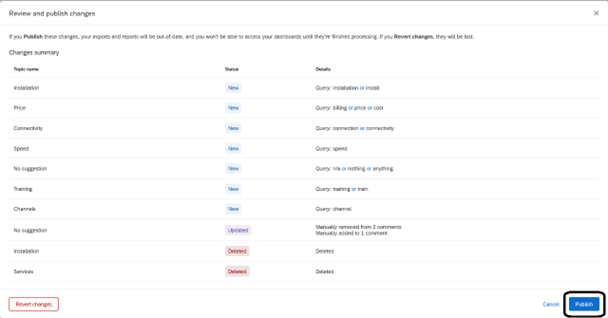 Review and publish changes
If you Publish these changes, your exports and reports will be out-of-date, and you won't be able to access your dashboards until they're finished processing. If you Revert changes, they will be lost.
Changes summary
Topic name Status Details
Installation New Query: installation or install
Price New Query: billing or price or cost
Connectivity New Query: connection or connectivity
Speed New Query: speed
No suggestion New Query: n/a or nothing or anything
Training New Query: training or train
Channels New Query: channel
No suggestion Updated Manually removed from 2 comments
Manually added to 1 comment
Installation Deleted Deleted
Services Deleted Deleted
Revert changes Cancel Publish